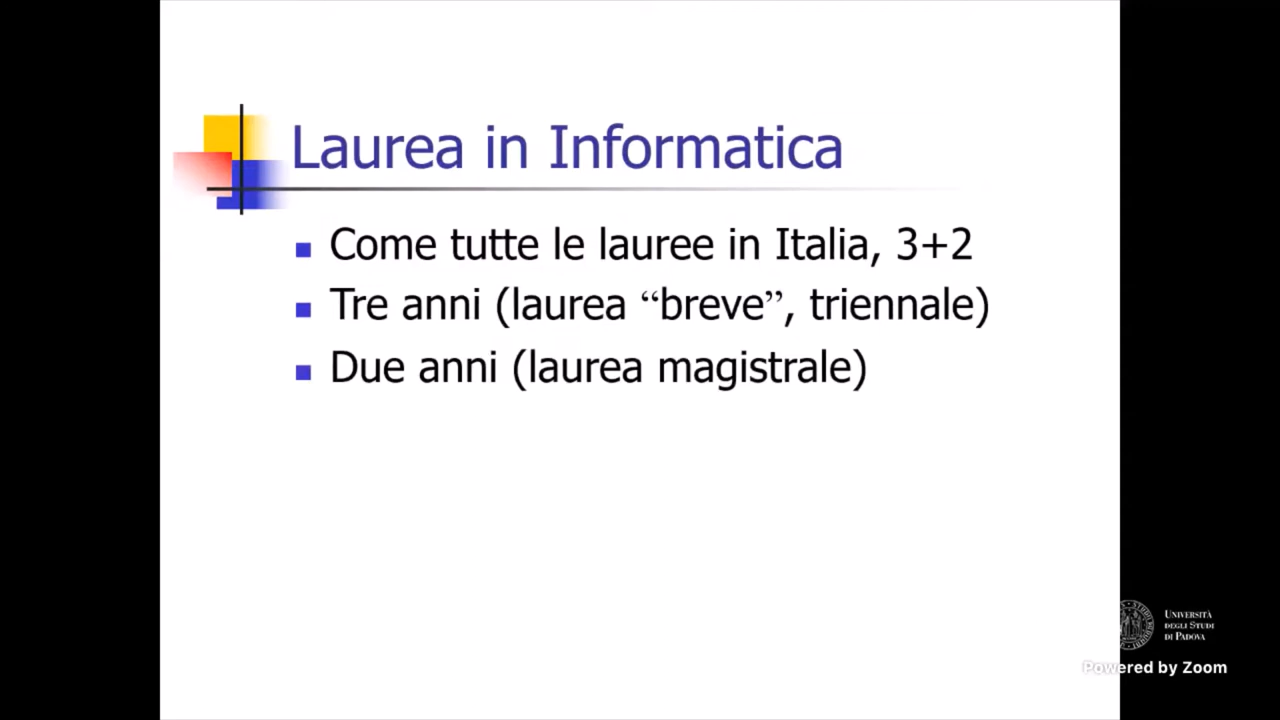 Laurea in Informatica
Come tutte le lauree in Italia, 3+2
Tre anni (laurea “breve”, triennale)
Due anni (laurea magistrale)
Università
degli Studi
di Padova
Powered by Zoom